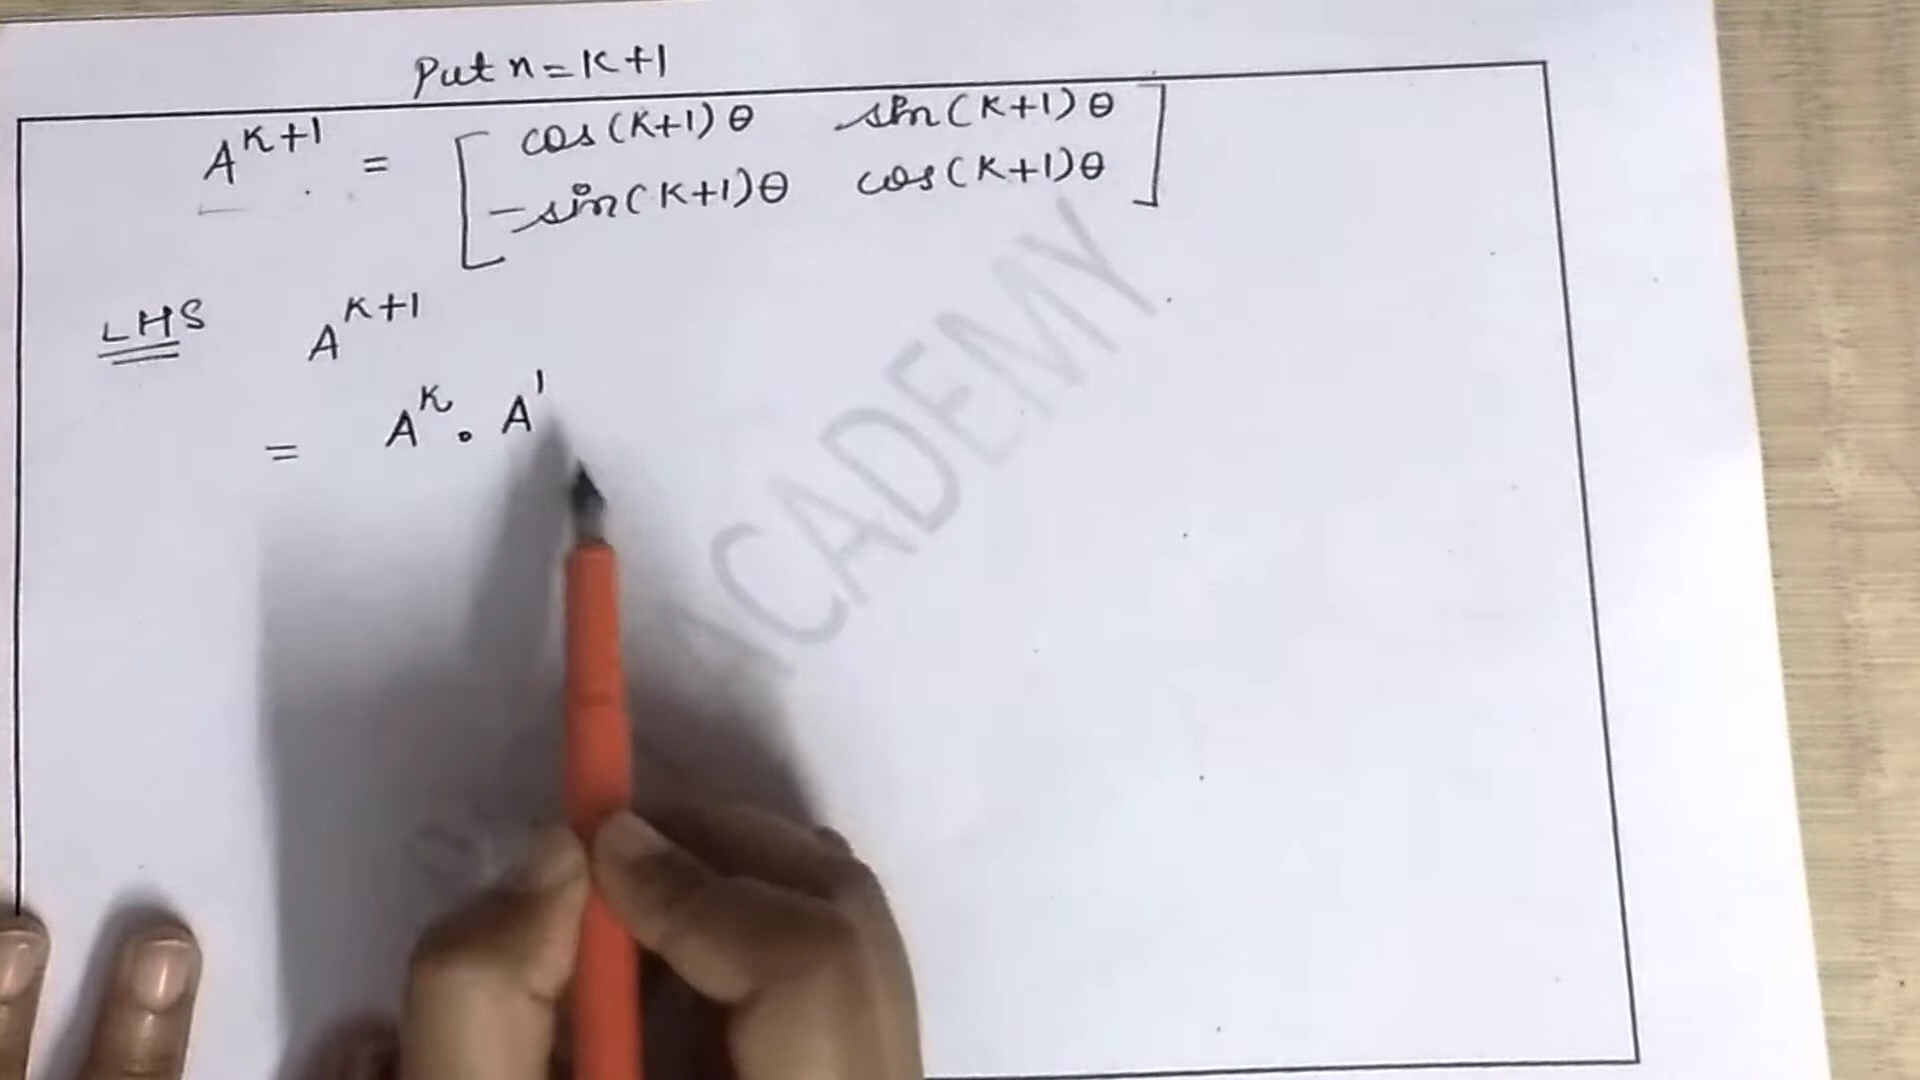 Put n = K+1
A^{K+1} = [ cos(K+1)θ sin(K+1)θ
-sin(K+1)θ cos(K+1)θ ]
LHS A^{K+1}
= A^K . A^1
ACADEMY